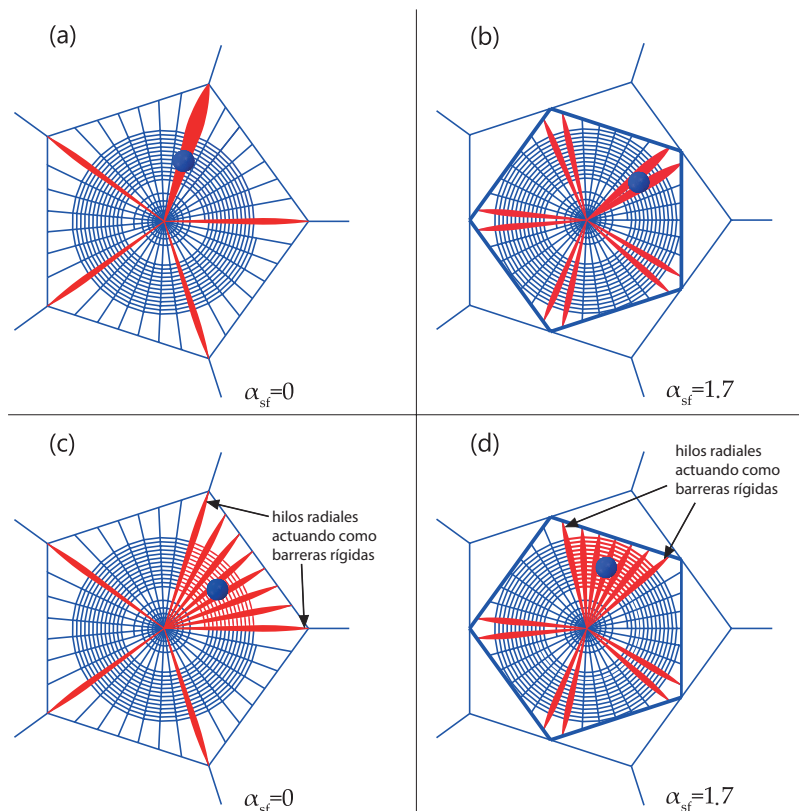 (a)
α_sf=0
(b)
α_sf=1.7
(c)
hilos radiales
actuando como
barreras rígidas
α_sf=0
(d)
hilos radiales
actuando como
barreras rígidas
α_sf=1.7